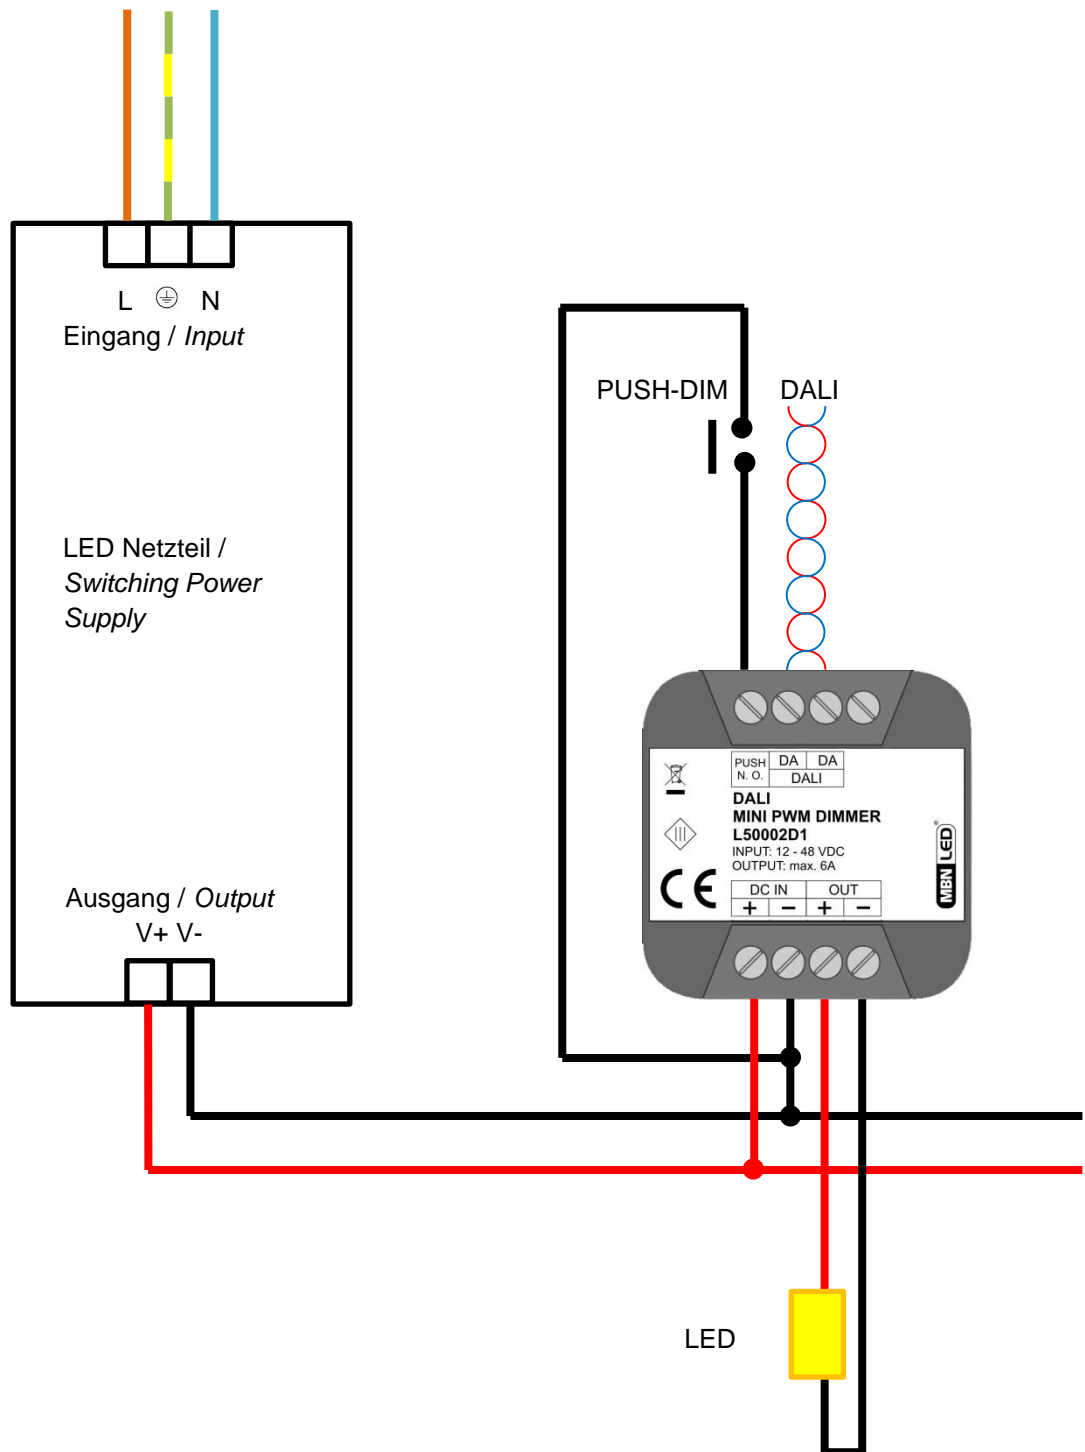 L N
Eingang / Input
PUSH-DIM DALI
LED Netzteil /
Switching Power
Supply
PUSH
N. O.
DA DA
DALI
DALI
MINI PWM DIMMER
L50002D1
INPUT: 12 - 48 VDC
OUTPUT: max. 6A
MBN LED®
DC IN OUT
+ − + −
Ausgang / Output
V+ V-
LED